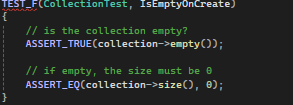 TEST_F(CollectionTest, IsEmptyOnCreate)
{
// is the collection empty?
ASSERT_TRUE(collection->empty());
// if empty, the size must be 0
ASSERT_EQ(collection->size(), 0);
}